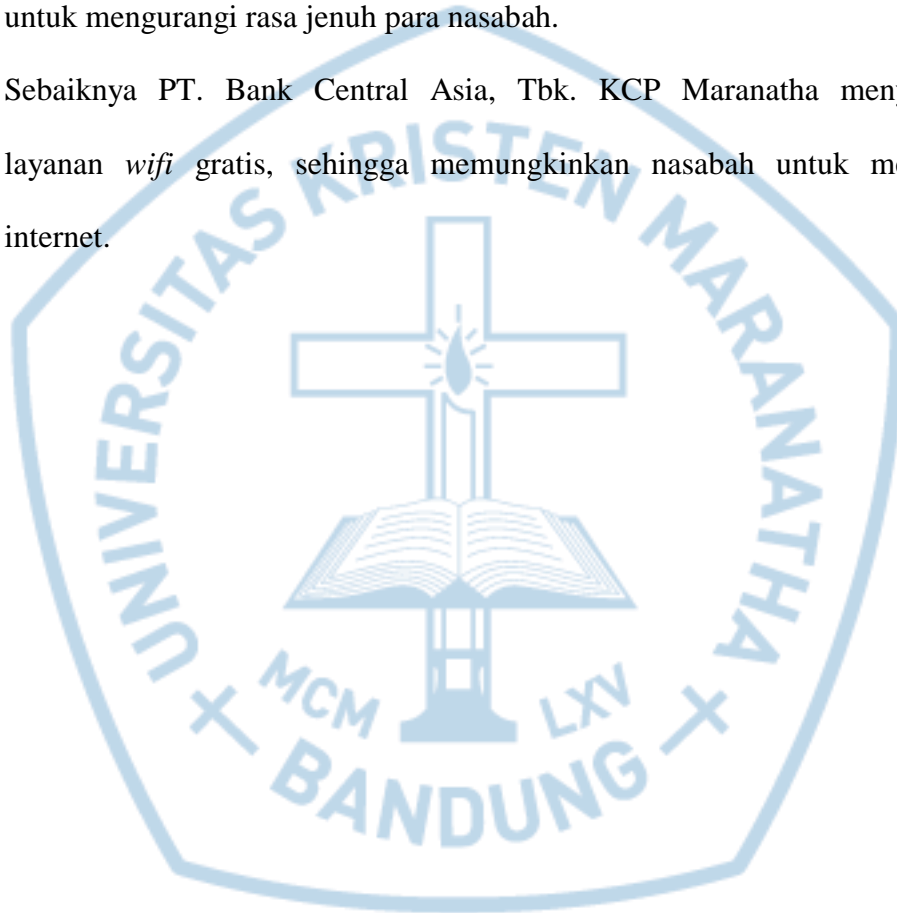 untuk mengurangi rasa jenuh para nasabah.
Sebaiknya PT. Bank Central Asia, Tbk. KCP Maranatha
layanan wifi gratis, sehingga memungkinkan nasabah untuk
internet.
UNIVERSITAS KRISTEN MARANATHA
MCM LXV
BANDUNG